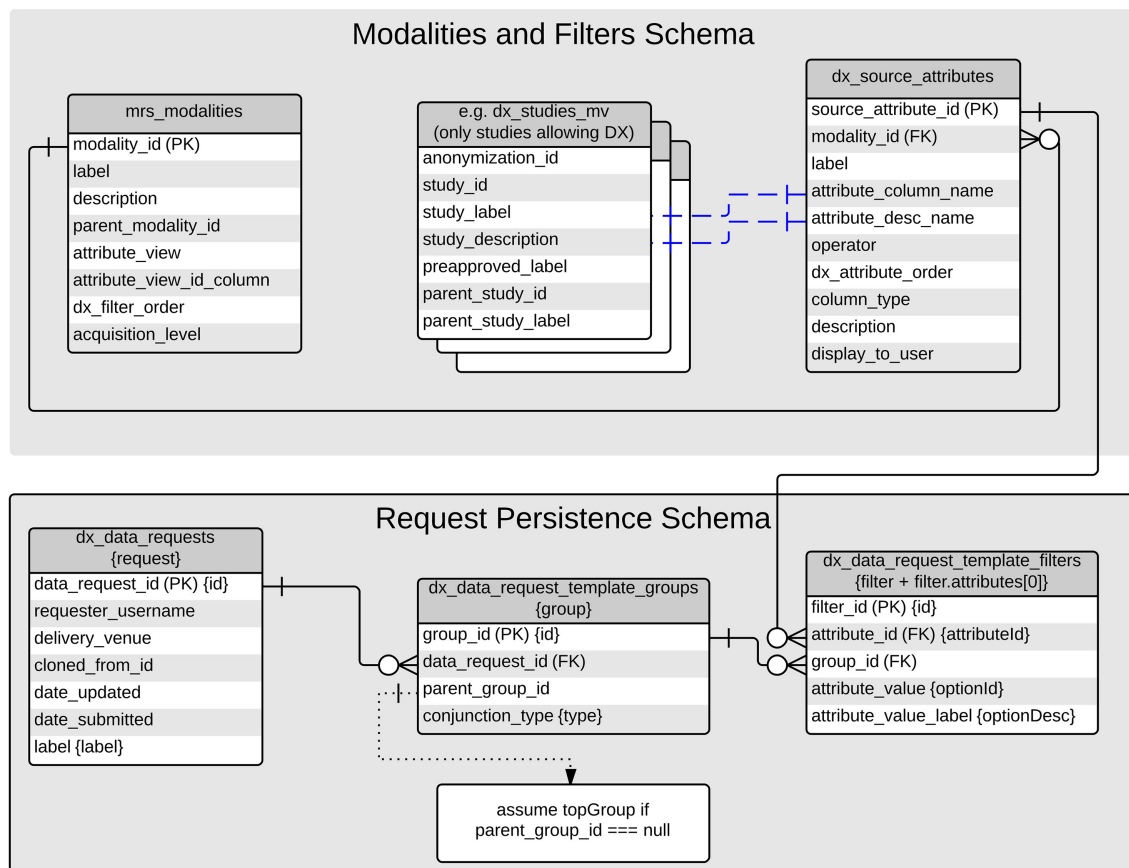 Modalities and Filters Schema
mrs_modalities
modality_id (PK)
label
description
parent_modality_id
attribute_view
attribute_view_id_column
dx_filter_order
acquisition_level
e.g. dx_studies_mv
(only studies allowing DX)
anonymization_id
study_id
study_label
study_description
preapproved_label
parent_study_id
parent_study_label
dx_source_attributes
source_attribute_id (PK)
modality_id (FK)
label
attribute_column_name
attribute_desc_name
operator
dx_attribute_order
column_type
description
display_to_user
Request Persistence Schema
dx_data_requests
{request}
data_request_id (PK) {id}
requester_username
delivery_venue
cloned_from_id
date_updated
date_submitted
label {label}
dx_data_request_template_groups
{group}
group_id (PK) {id}
data_request_id (FK)
parent_group_id
conjunction_type {type}
dx_data_request_template_filters
{filter + filter.attributes[0]}
filter_id (PK) {id}
attribute_id (FK) {attributeId}
group_id (FK)
attribute_value {optionId}
attribute_value_label {optionDesc}
assume topGroup if
parent_group_id === null